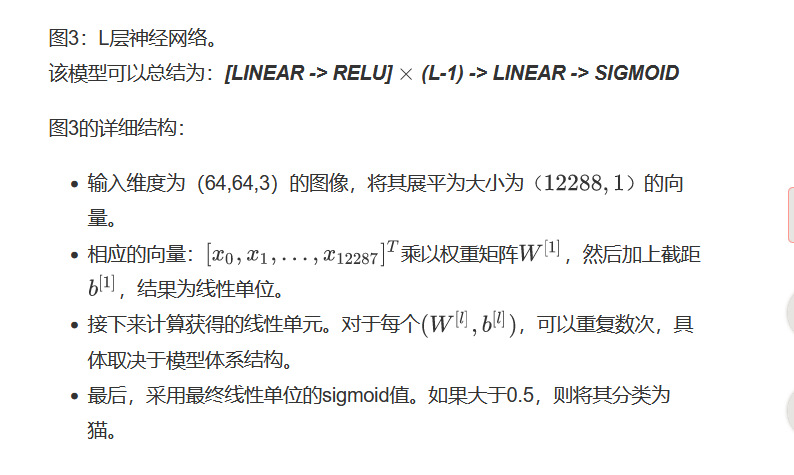 图3：L层神经网络。
该模型可以总结为：[LINEAR -> RELU] × (L-1) -> LINEAR -> SIGMOID
图3的详细结构：
• 输入维度为（64,64,3）的图像，将其展平为大小为（12288, 1）的向
量。
• 相应的向量：[x₀, x₁, . . . , x₁₂₂₈₇]ᵀ乘以权重矩阵W^[1]，然后加上截距
b^[1]，结果为线性单位。
• 接下来计算获得的线性单元。对于每个(W^[l], b^[l])，可以重复数次，具
体取决于模型体系结构。
• 最后，采用最终线性单位的sigmoid值。如果大于0.5，则将其分类为
猫。